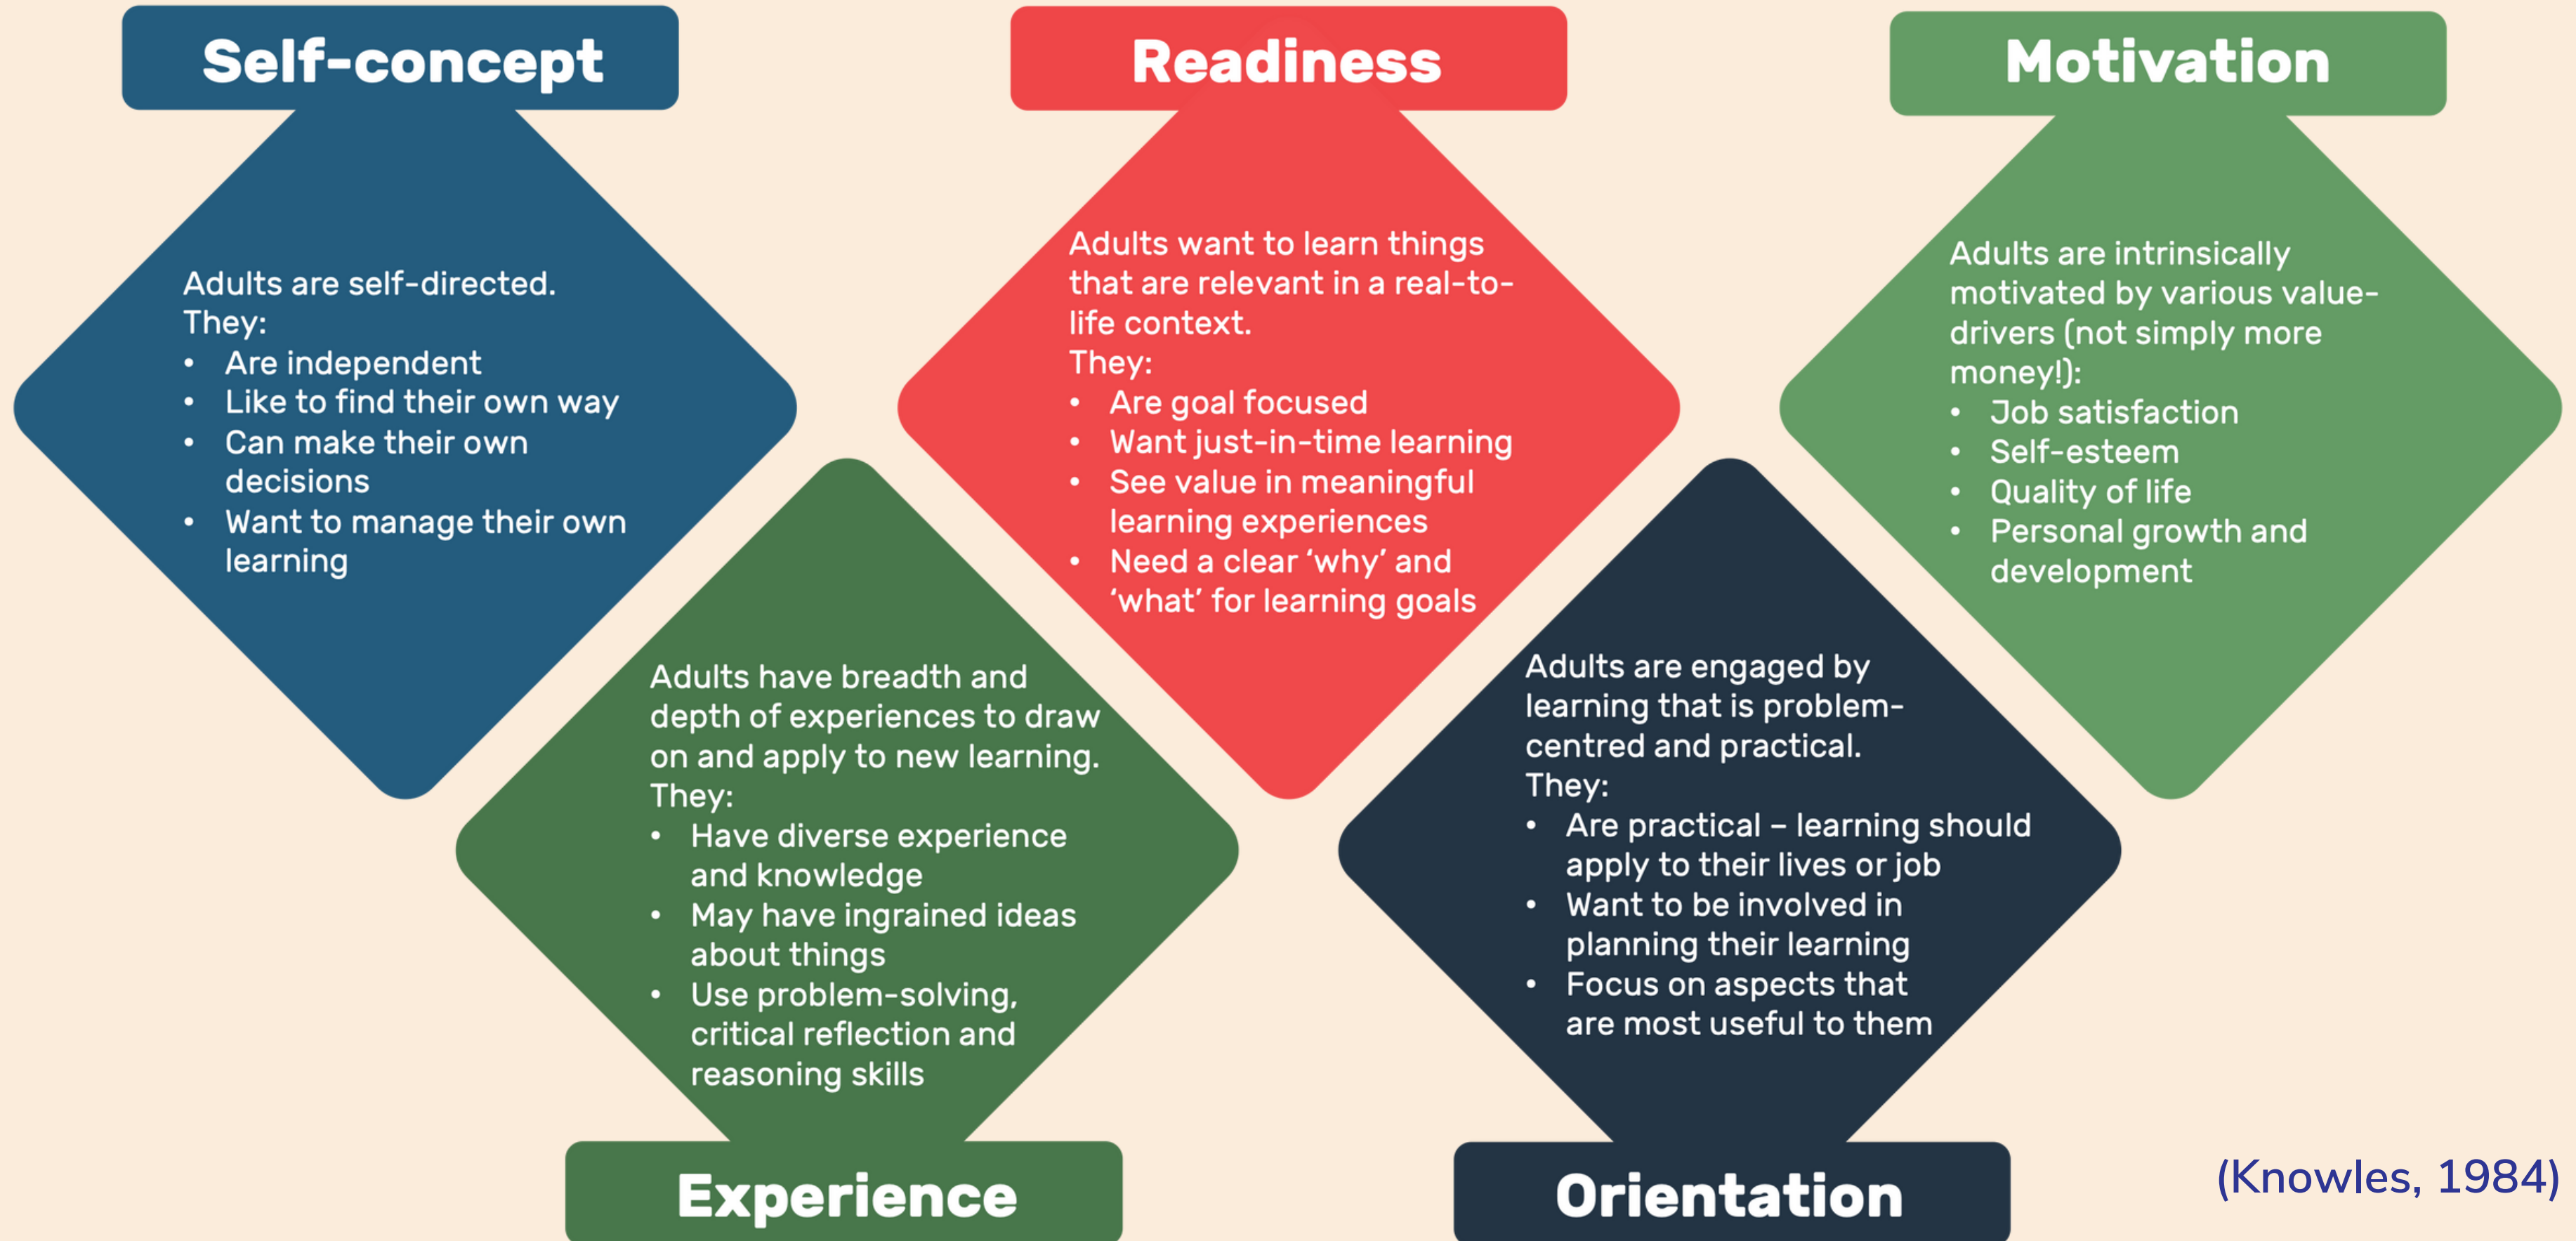 Self-concept
Adults are self-directed.
They:
• Are independent
• Like to find their own way
• Can make their own
decisions
• Want to manage their own
learning
Experience
Adults have breadth and
depth of experiences to draw
on and apply to new learning.
They:
• Have diverse experience
and knowledge
• May have ingrained ideas
about things
• Use problem-solving,
critical reflection and
reasoning skills
Readiness
Adults want to learn things
that are relevant in a real-to-
life context.
They:
• Are goal focused
• Want just-in-time learning
• See value in meaningful
learning experiences
• Need a clear ‘why’ and
‘what’ for learning goals
Orientation
Adults are engaged by
learning that is problem-
centred and practical.
They:
• Are practical – learning should
apply to their lives or job
• Want to be involved in
planning their learning
• Focus on aspects that
are most useful to them
Motivation
Adults are intrinsically
motivated by various value-
drivers (not simply more
money!):
• Job satisfaction
• Self-esteem
• Quality of life
• Personal growth and
development
(Knowles, 1984)